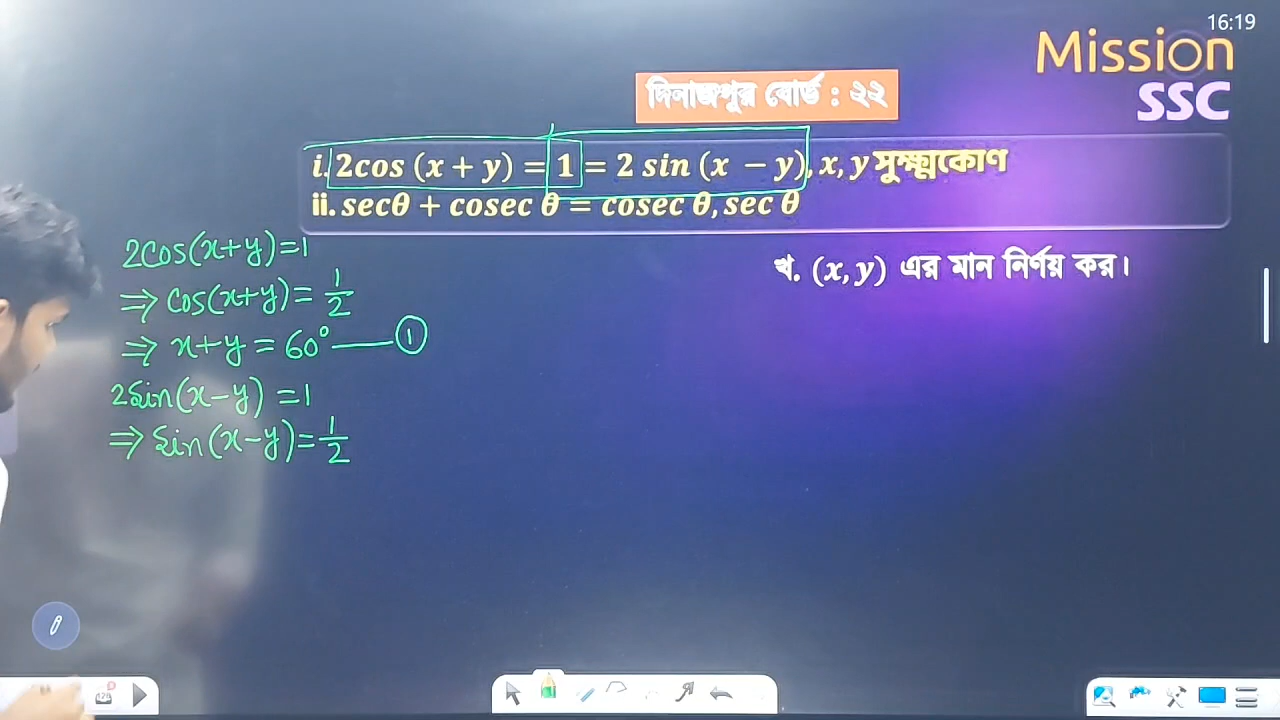 16:19
Mission
SSC
দিনাজপুর বোর্ড : ২২
i. 2cos (x + y) = 1 = 2 sin (x − y), x, y সুক্ষ্মকোণ
ii. secθ + cosec θ = cosec θ, sec θ
খ. (x, y) এর মান নির্ণয় কর।
2cos(x+y)=1
⇒ cos(x+y)= 1/2
⇒ x+y = 60° —— ①
2sin(x−y) =1
⇒ sin(x−y)= 1/2